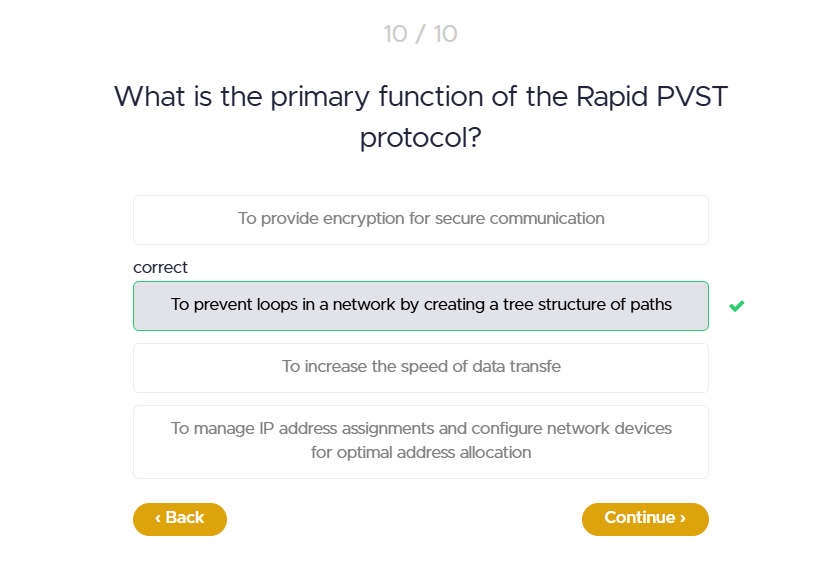 10 / 10
What is the primary function of the Rapid PVST
protocol?
To provide encryption for secure communication
correct
To prevent loops in a network by creating a tree structure of paths
To increase the speed of data transfe
To manage IP address assignments and configure network devices
for optimal address allocation
‹ Back
Continue ›